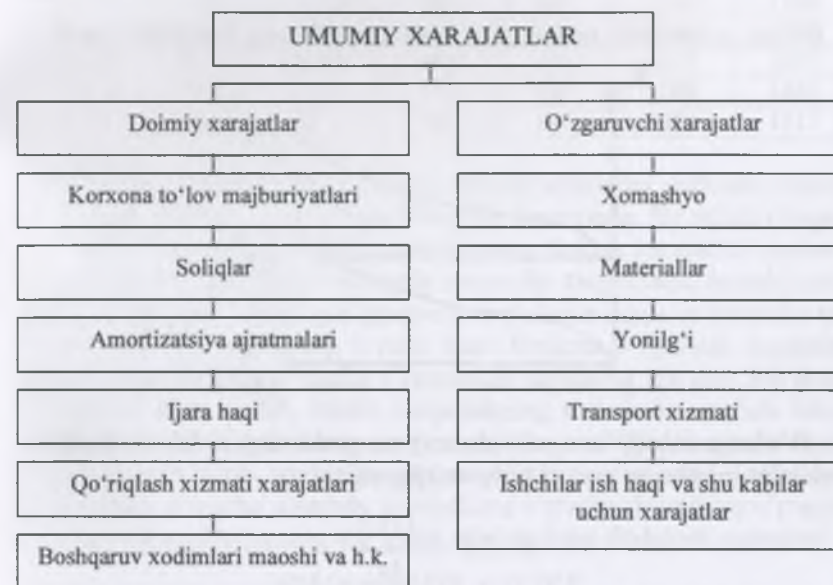 UMUMIY XARAJATLAR
Doimiy xarajatlar
Korxona to‘lov majburiyatlari
Soliqlar
Amortizatsiya ajratmalari
Ijara haqi
Qo‘riqlash xizmati xarajatlari
Boshqaruv xodimlari maoshi va h.k.
O‘zgaruvchi xarajatlar
Xomashyo
Materiallar
Yonilg‘i
Transport xizmati
Ishchilar ish haqi va shu kabilar
uchun xarajatlar